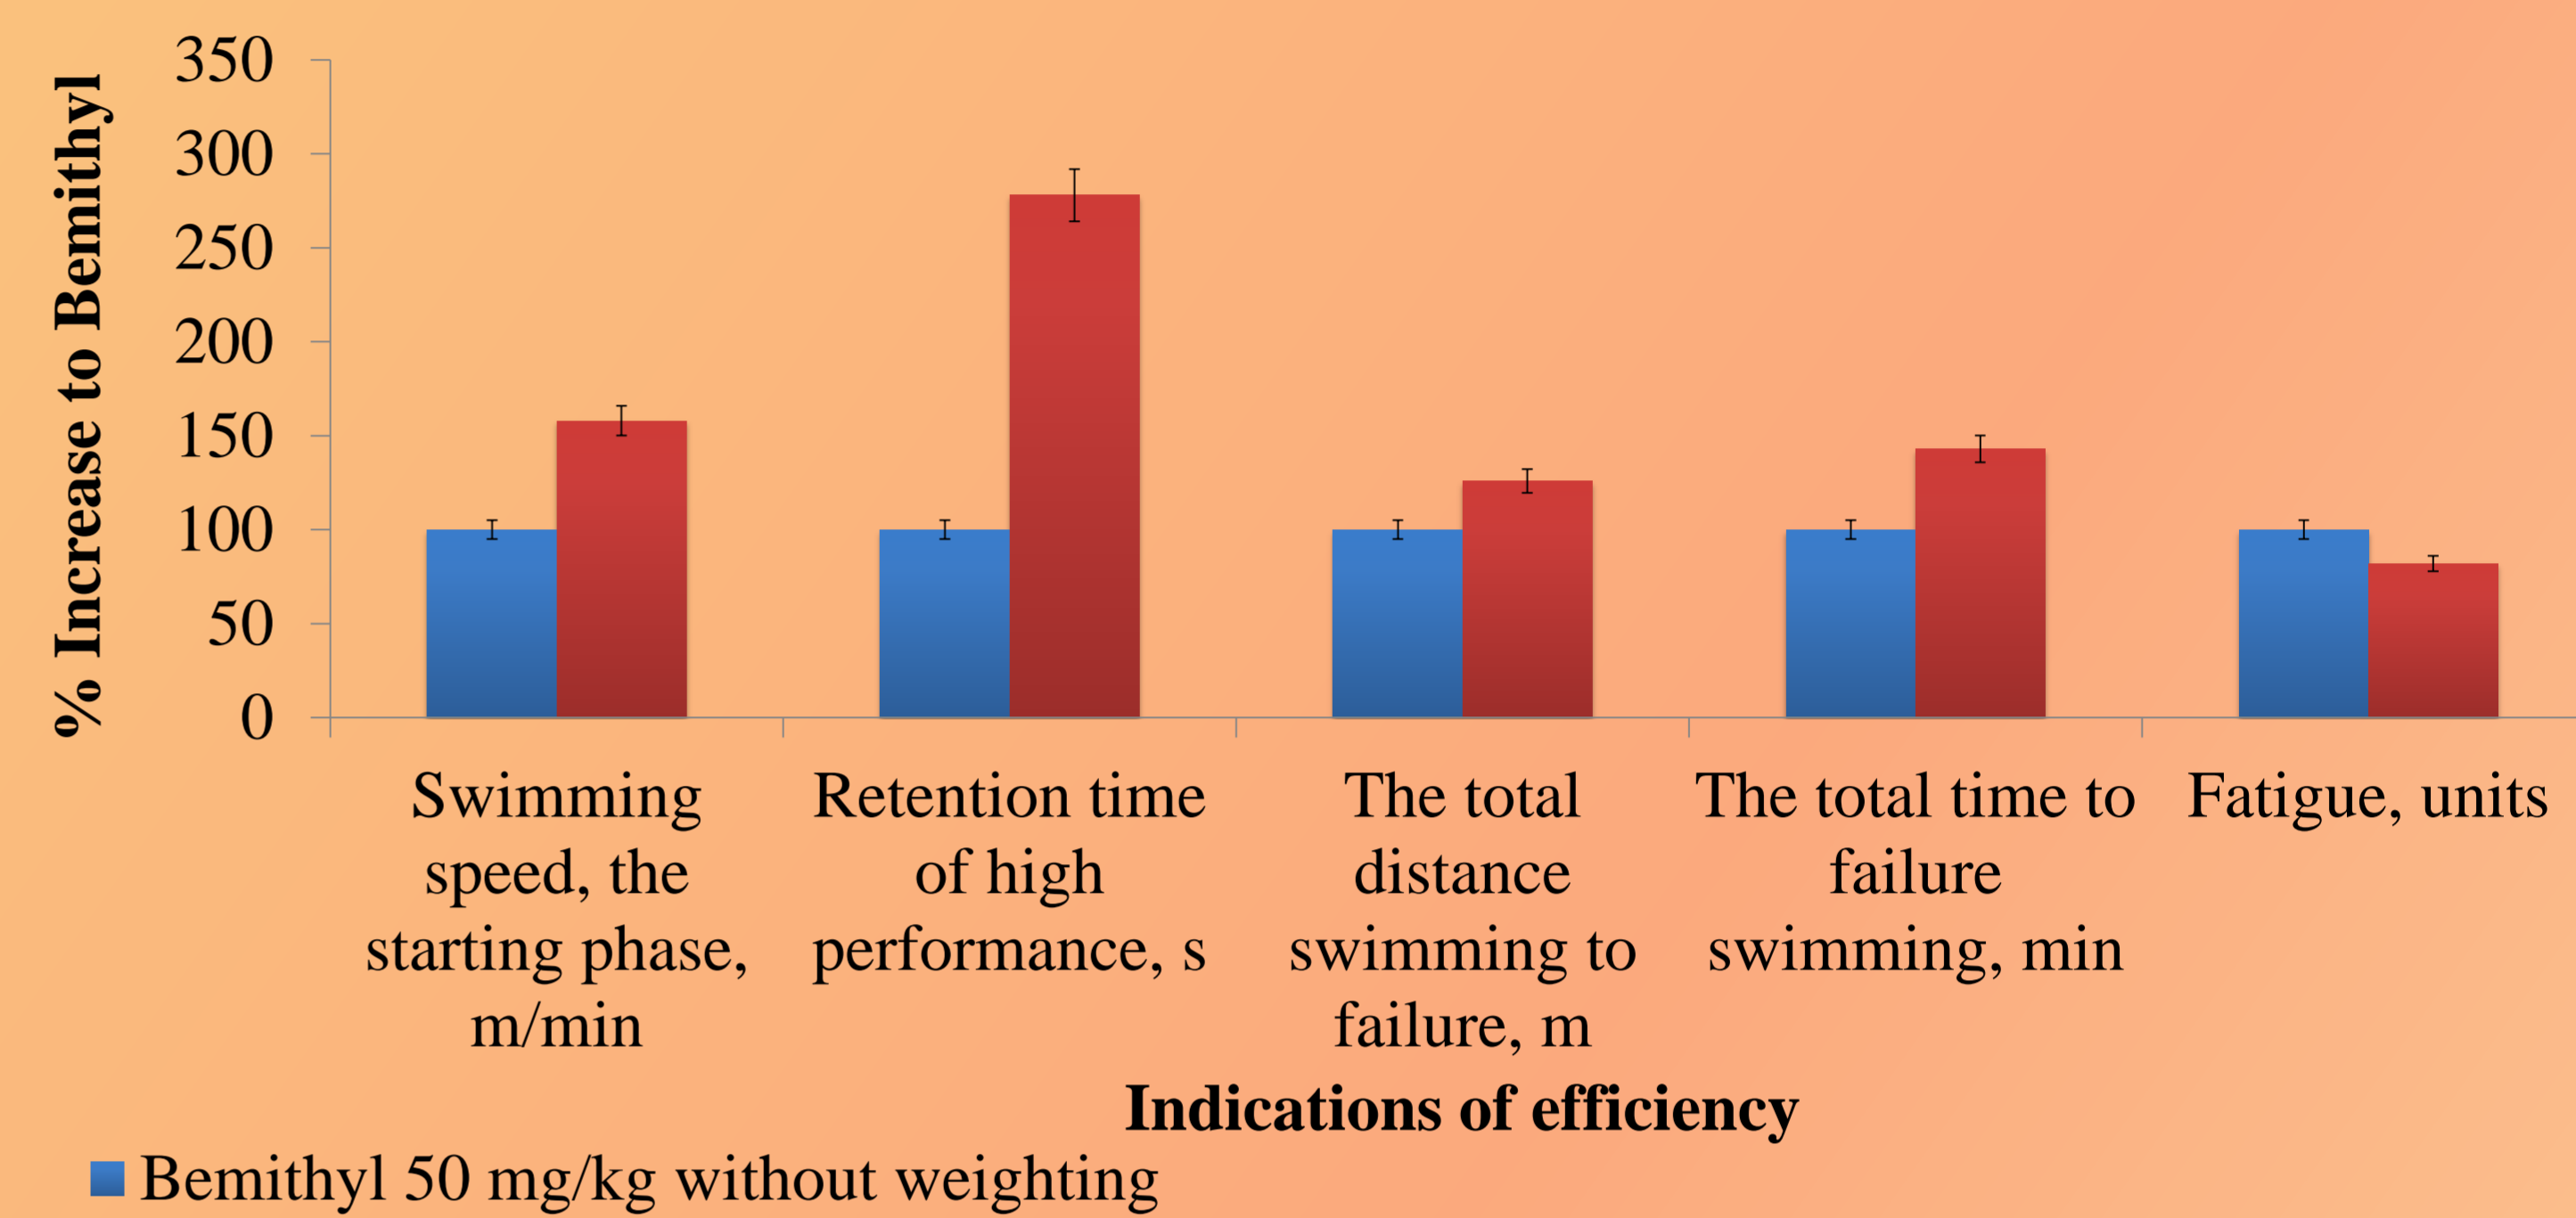 % Increase to Bemithyl
350
300
250
200
150
100
50
0
Swimming
speed, the
starting phase,
m/min
Retention time
of high
performance, s
The total
distance
swimming to
failure, m
The total time to
failure
swimming, min
Fatigue, units
Indications of efficiency
Bemithyl 50 mg/kg without weighting